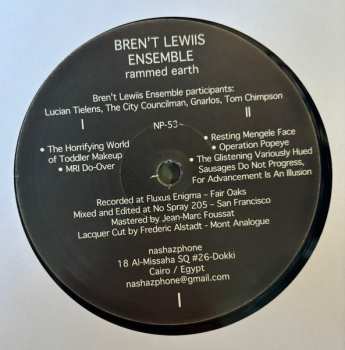 BREN'T LEWIIS
ENSEMBLE
rammed earth
Bren't Lewiis Ensemble participants:
Lucian Tielens, The City Councilman, Gnarlos, Tom Chimpson
I
• The Horrifying World
of Toddler Makeup
• MRI Do-Over
NP-53
II
• Resting Mengele Face
• Operation Popeye
• The Glistening Variously Hued
Sausages Do Not Progress,
For Advancement Is An Illusion
Recorded at Fluxus Enigma – Fair Oaks
Mixed and Edited at No Spray 205 – San Francisco
Mastered by Jean-Marc Foussat
Lacquer Cut by Frederic Alstadt - Mont Analogue
nashazphone
18 Al-Missaha SQ #26-Dokki
Cairo / Egypt
nashazphone@gmail.com
I